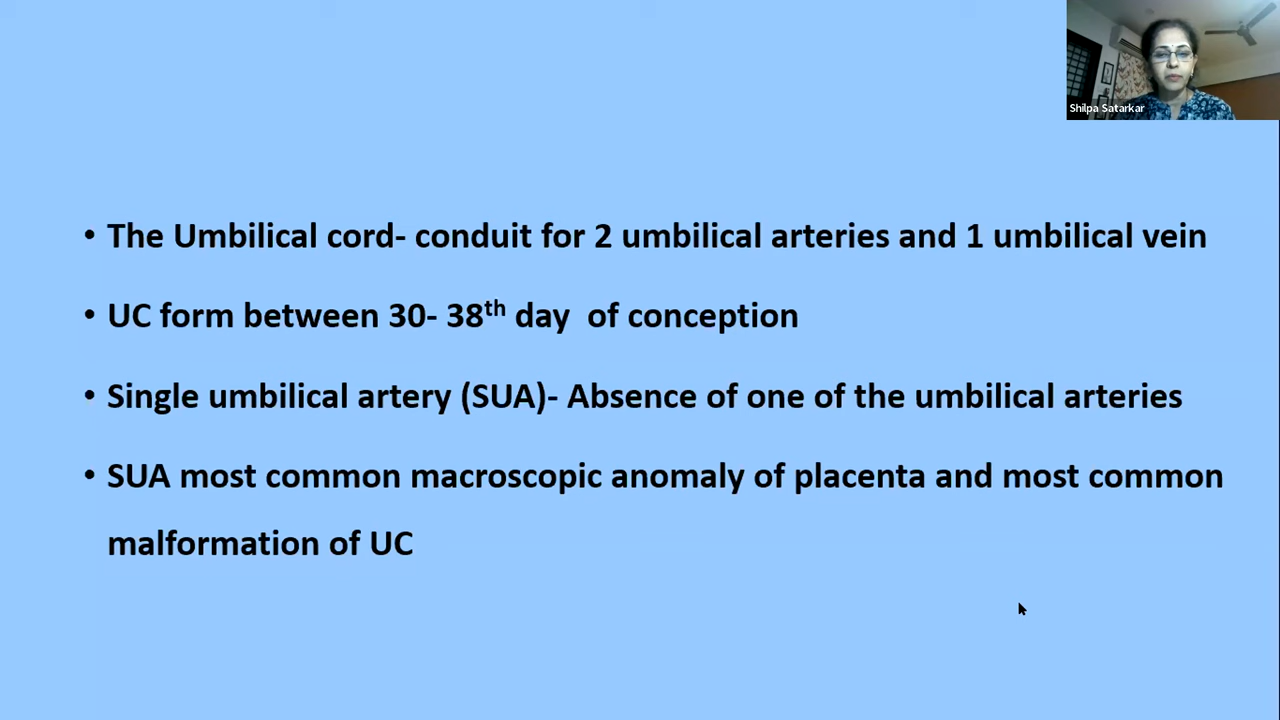 Shilpa Satarkar
• The Umbilical cord- conduit for 2 umbilical arteries and 1 umbilical vein
• UC form between 30- 38th day  of conception
• Single umbilical artery (SUA)- Absence of one of the umbilical arteries
• SUA most common macroscopic anomaly of placenta and most common
malformation of UC